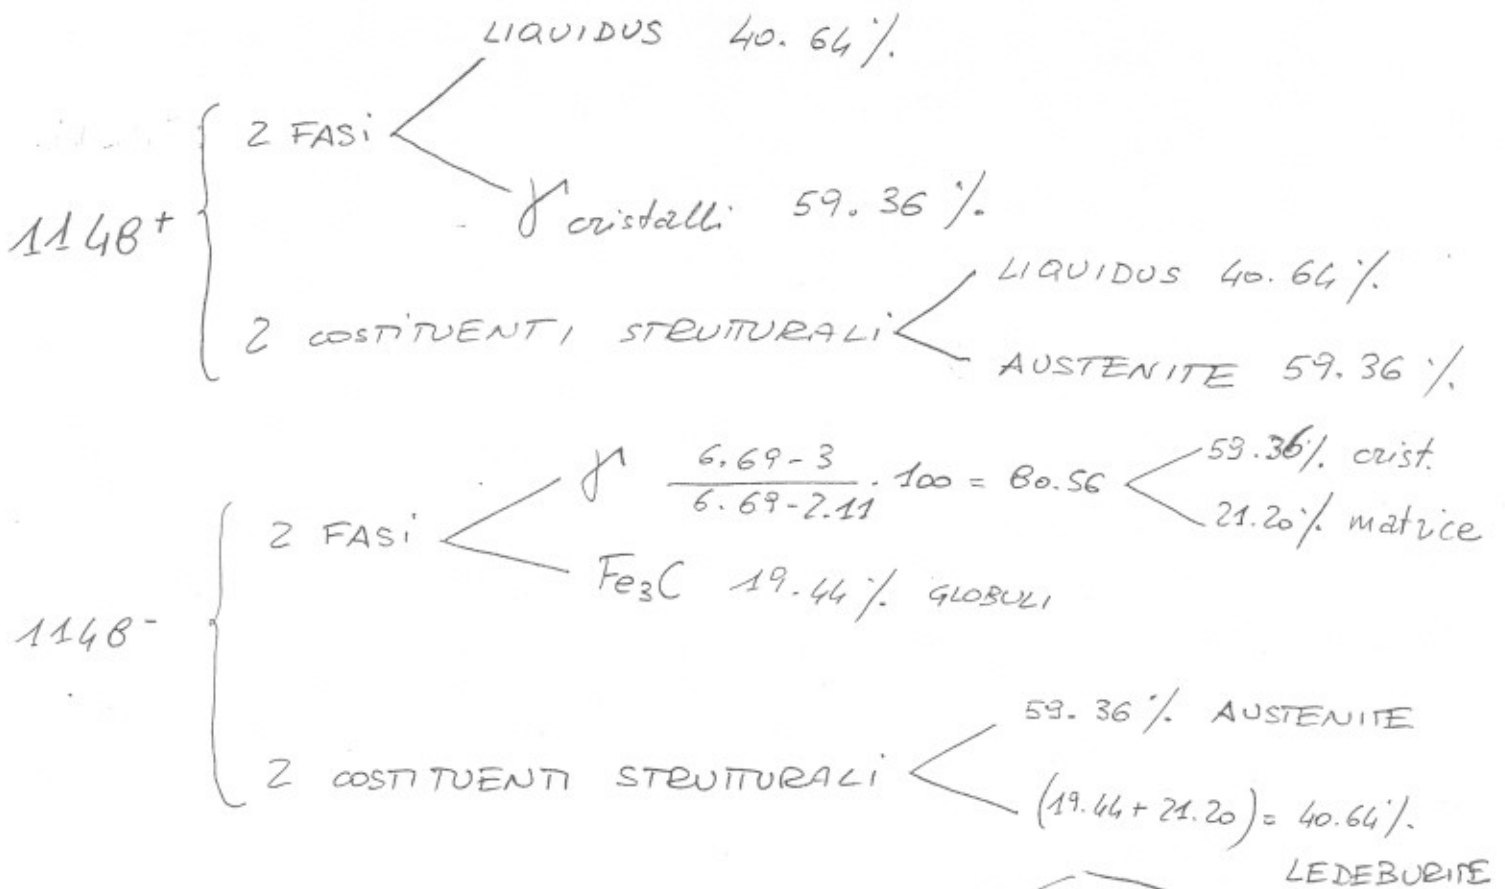 LIQUIDUS 40.64%
2 FASI
γ cristalli 59.36%
1148⁺
LIQUIDUS 40.64%
2 COSTITUENTI STRUTTURALI
AUSTENITE 59.36%
γ (6.69-3)/(6.69-2.11) · 100 = 80.56
59.36% crist.
21.20% matrice
2 FASI
Fe₃C 19.44% GLOBULI
1148⁻
59.36% AUSTENITE
2 COSTITUENTI STRUTTURALI
(19.44+21.20) = 40.64%
LEDEBURITE